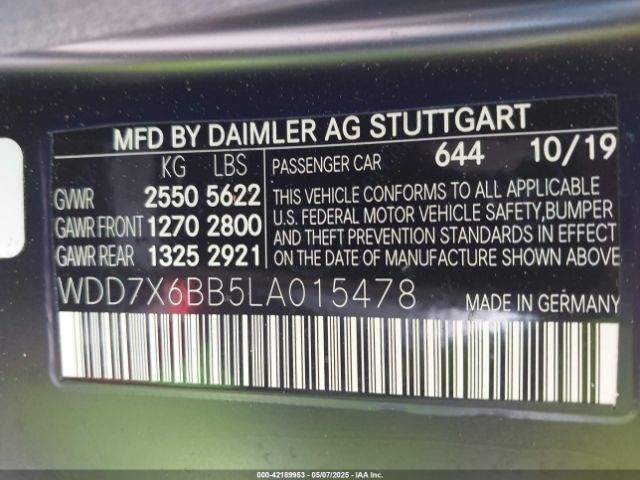 MFD BY DAIMLER AG STUTTGART
KG LBS PASSENGER CAR 644 10/19
GVWR 2550 5622
GAWR FRONT 1270 2800
GAWR REAR 1325 2921
THIS VEHICLE CONFORMS TO ALL APPLICABLE
U.S. FEDERAL MOTOR VEHICLE SAFETY,BUMPER
AND THEFT PREVENTION STANDARDS IN EFFECT
ON THE DATE OF MANUFACTURE SHOWN ABOVE
WDD7X6BB5LA015478 MADE IN GERMANY
000-42189953 - 05/07/2025 - IAAI.COM